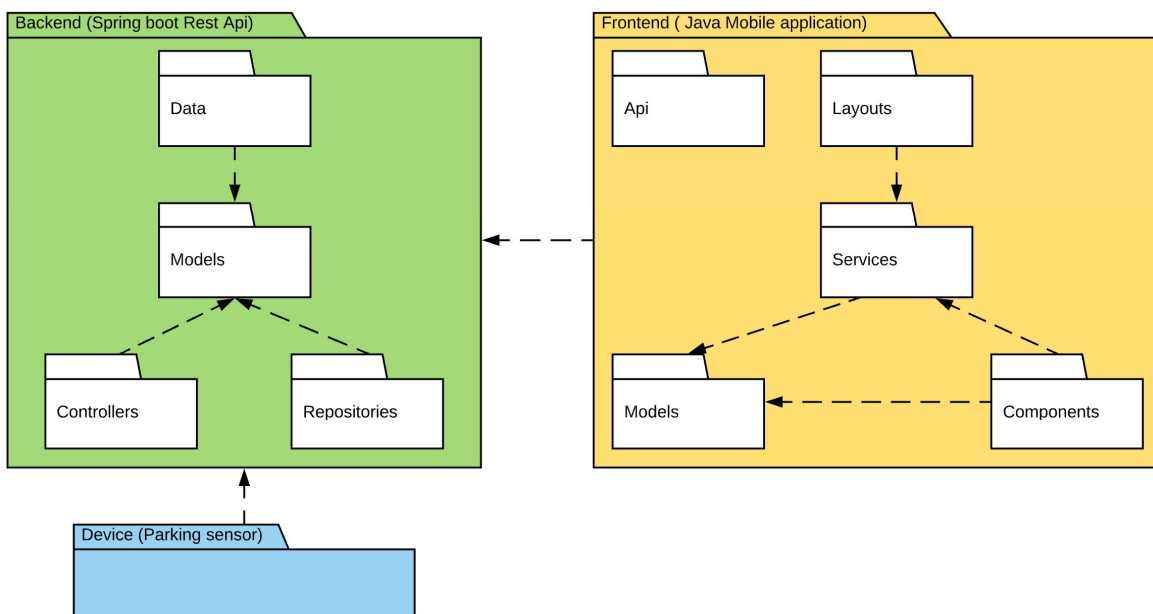 Backend (Spring boot Rest Api)
Data
Models
Controllers
Repositories
Frontend ( Java Mobile application)
Api
Layouts
Services
Models
Components
Device (Parking sensor)